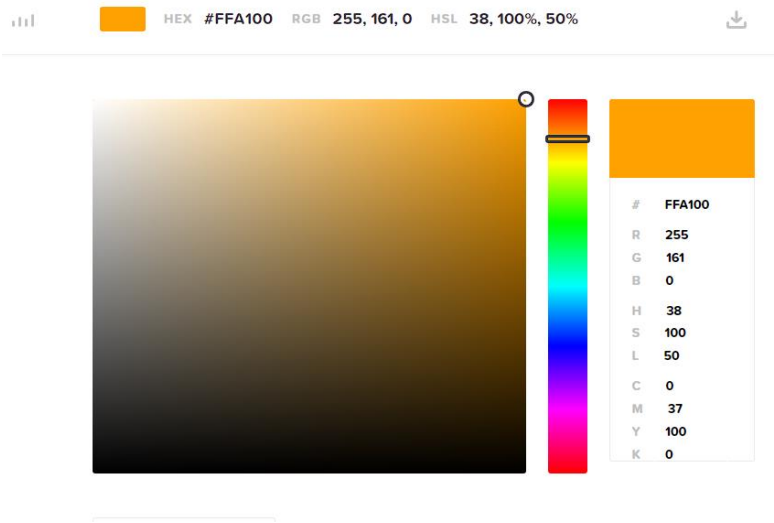 HEX #FFA100 RGB 255, 161, 0 HSL 38, 100%, 50%
# FFA100
R 255
G 161
B 0
H 38
S 100
L 50
C 0
M 37
Y 100
K 0